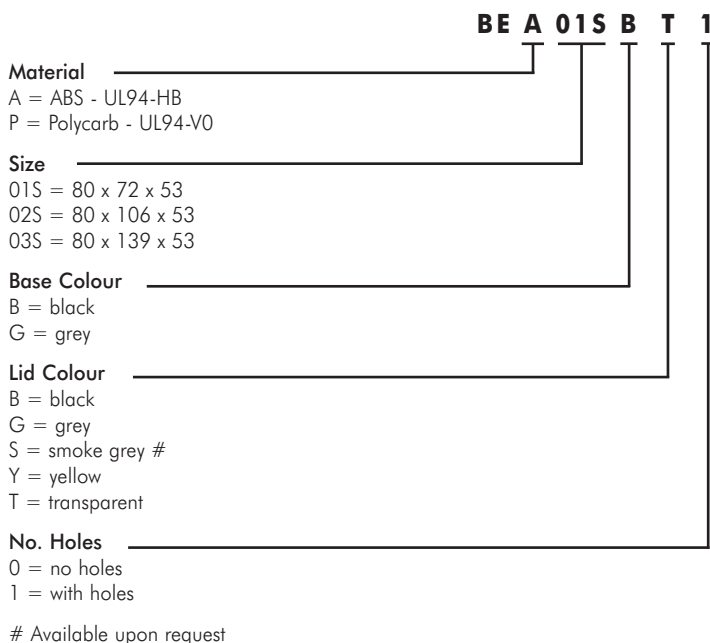 BE A 01S B T 1
Material
A = ABS - UL94-HB
P = Polycarb - UL94-V0
Size
01S = 80 x 72 x 53
02S = 80 x 106 x 53
03S = 80 x 139 x 53
Base Colour
B = black
G = grey
Lid Colour
B = black
G = grey
S = smoke grey #
Y = yellow
T = transparent
No. Holes
0 = no holes
1 = with holes
# Available upon request